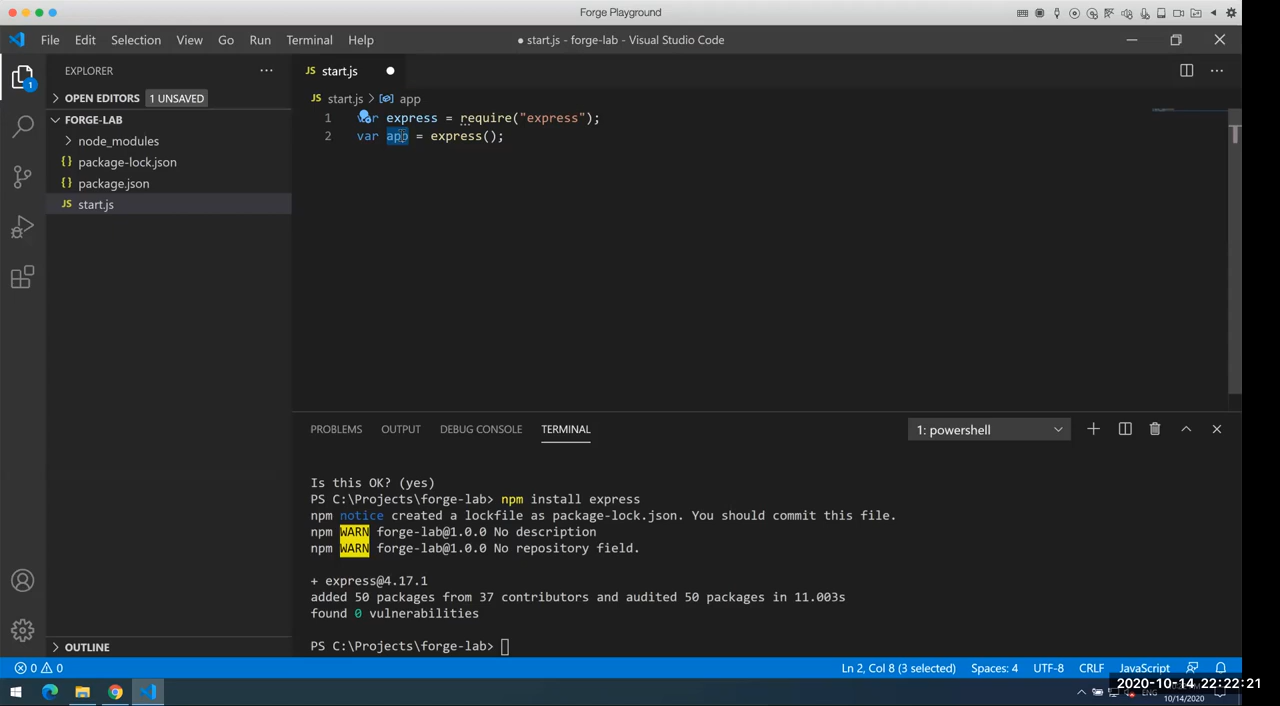 Forge Playground
File Edit Selection View Go Run Terminal Help
● start.js - forge-lab - Visual Studio Code
1
EXPLORER
OPEN EDITORS 1 UNSAVED
FORGE-LAB
node_modules
{} package-lock.json
{} package.json
JS start.js
OUTLINE
JS start.js
JS start.js > app
1 var express = require("express");
2 var app = express();
PROBLEMS OUTPUT DEBUG CONSOLE TERMINAL
1: powershell
Is this OK? (yes)
PS C:\Projects\forge-lab> npm install express
npm notice created a lockfile as package-lock.json. You should commit this file.
npm WARN forge-lab@1.0.0 No description
npm WARN forge-lab@1.0.0 No repository field.
+ express@4.17.1
added 50 packages from 37 contributors and audited 50 packages in 11.003s
found 0 vulnerabilities
PS C:\Projects\forge-lab>
0 0
Ln 2, Col 8 (3 selected) Spaces: 4 UTF-8 CRLF JavaScript
2020-10-14 22:22:21
ENG
10/14/2020